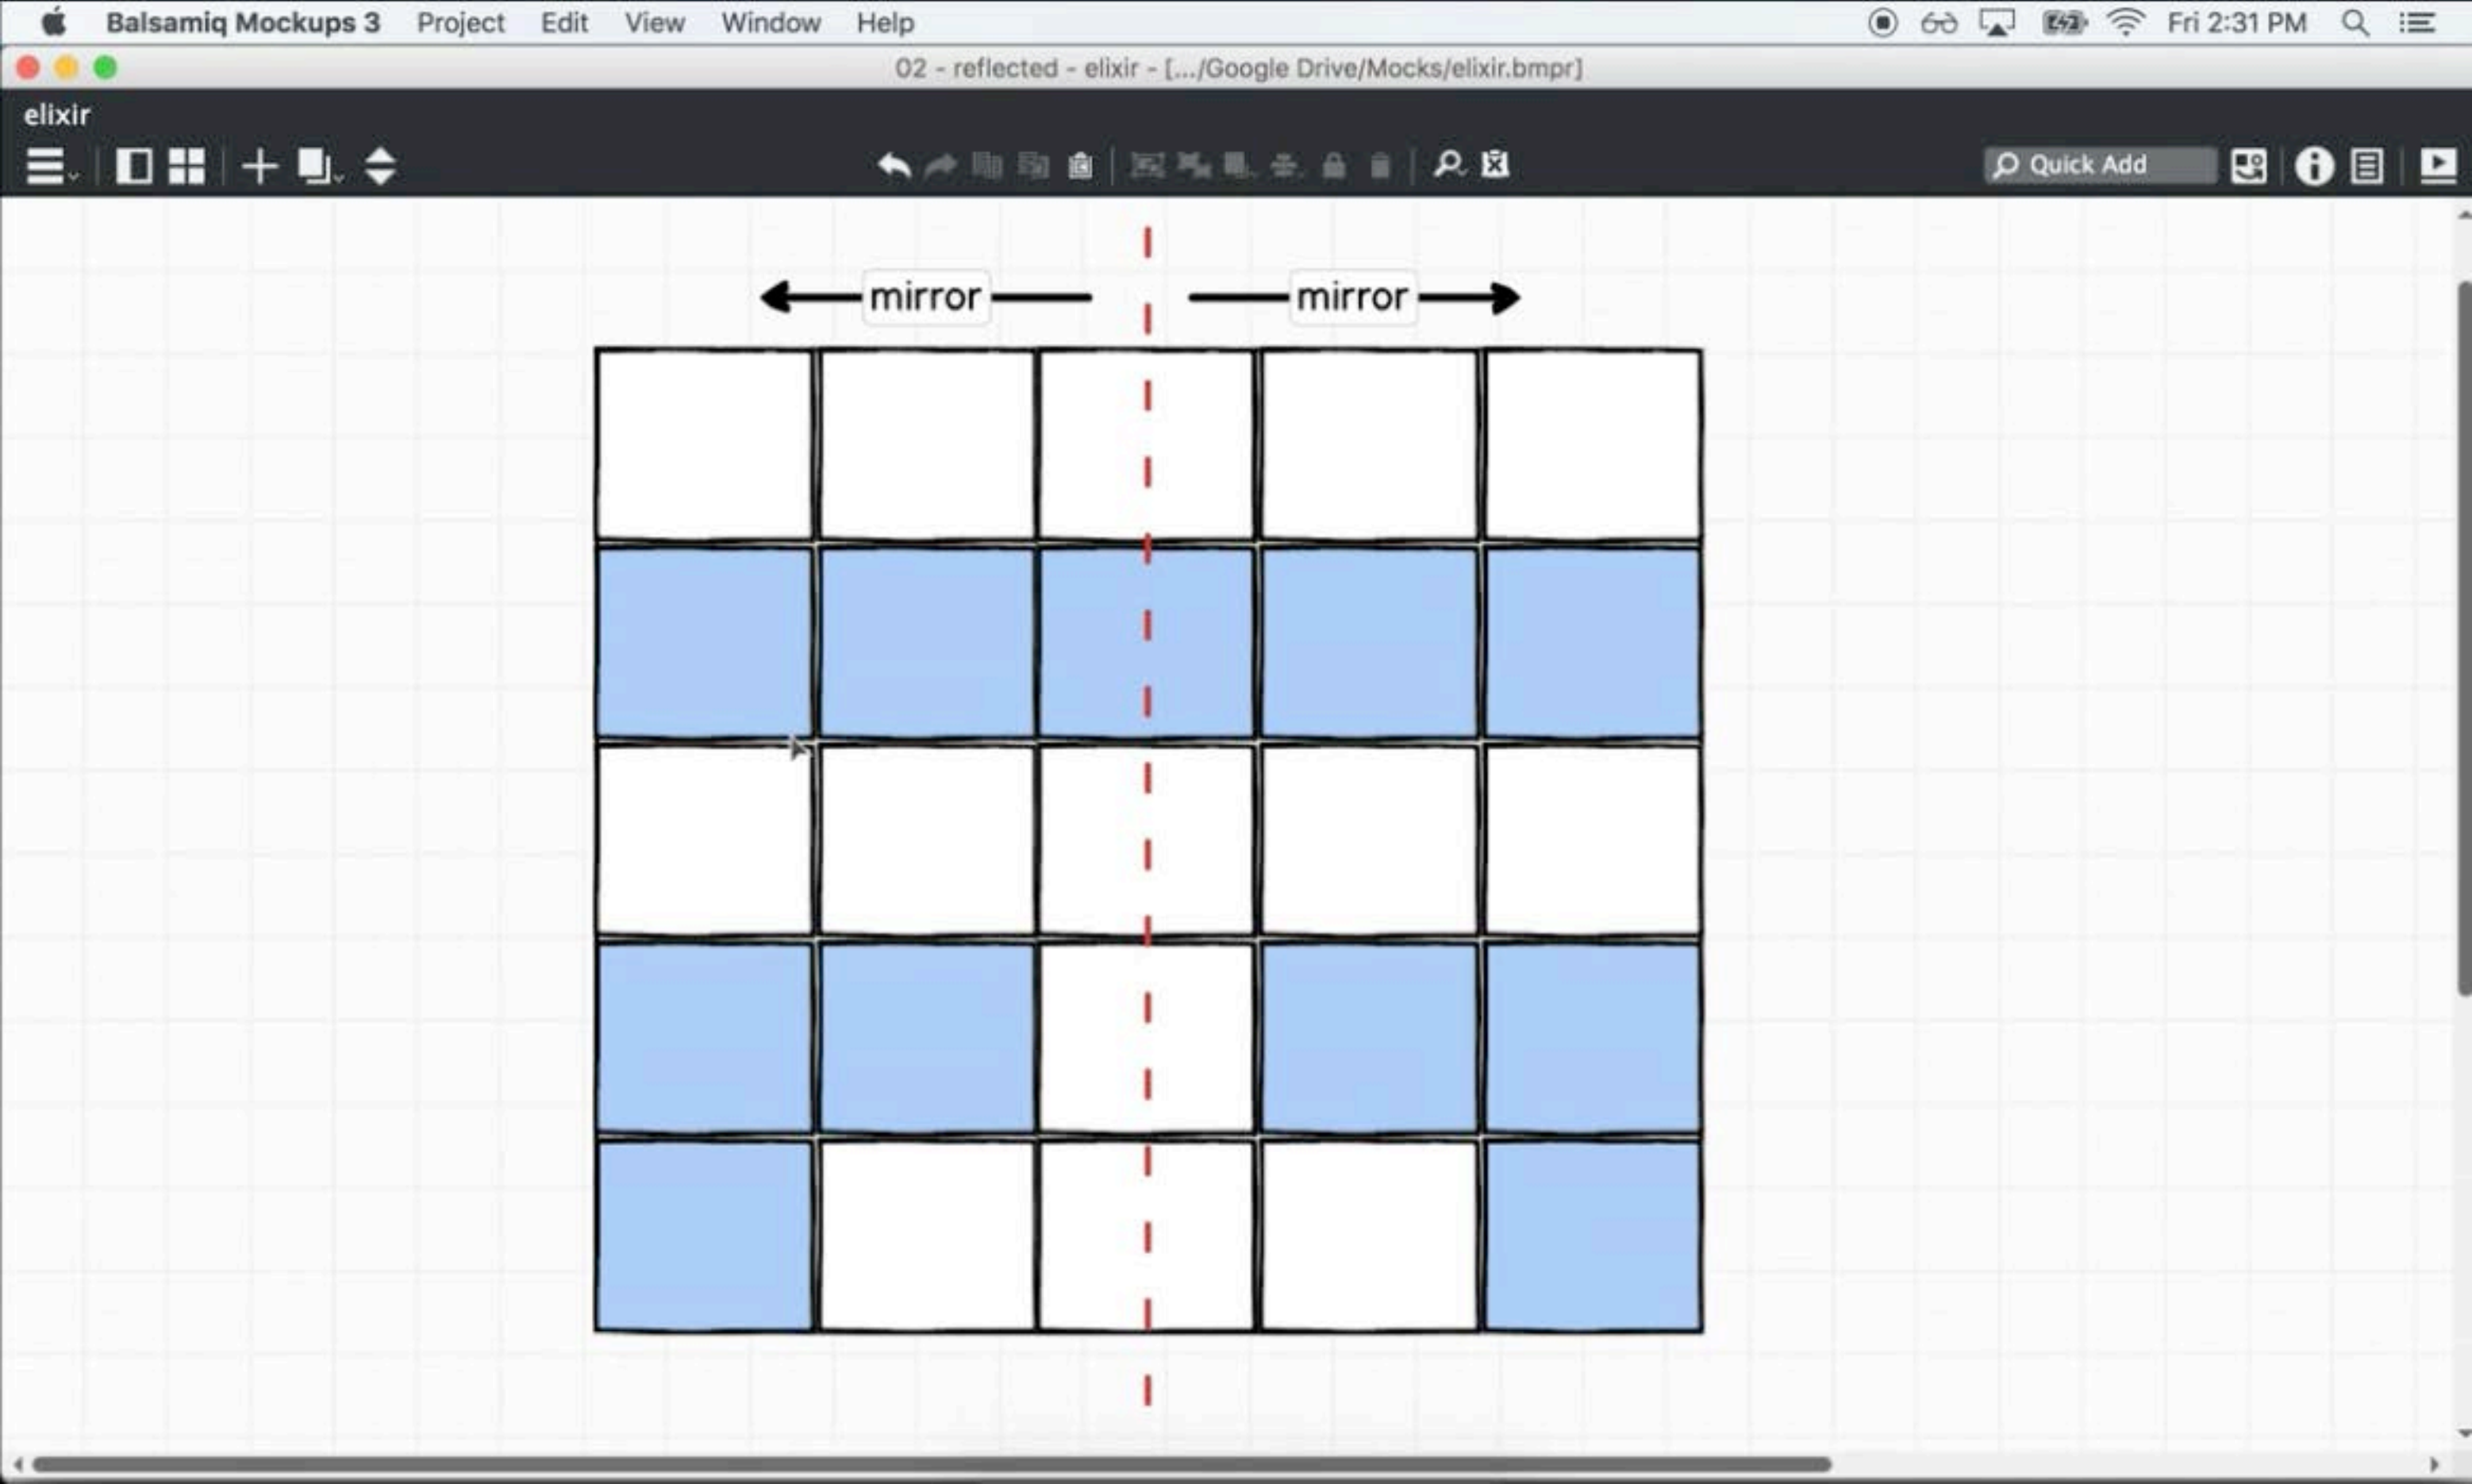 Balsamiq Mockups 3 Project Edit View Window Help Fri 2:31 PM
02 - reflected - elixir - [.../Google Drive/Mocks/elixir.bmpr]
elixir
Quick Add
mirror mirror